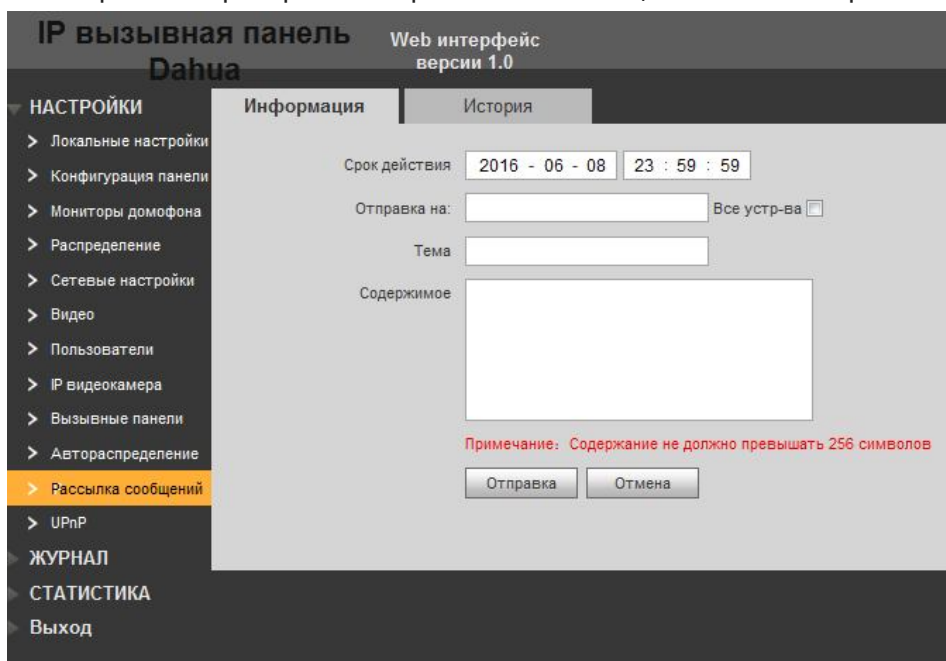 IP вызывная панель
Dahua
Web интерфейс
версии 1.0
НАСТРОЙКИ
Локальные настройки
Конфигурация панели
Мониторы домофона
Распределение
Сетевые настройки
Видео
Пользователи
IP видеокамера
Вызывные панели
Автораспределение
Рассылка сообщений
UPnP
ЖУРНАЛ
СТАТИСТИКА
Выход
Информация
История
Срок действия 2016 - 06 - 08 23 : 59 : 59
Отправка на: Все устр-ва
Тема
Содержимое
Примечание: Содержание не должно превышать 256 символов
Отправка Отмена